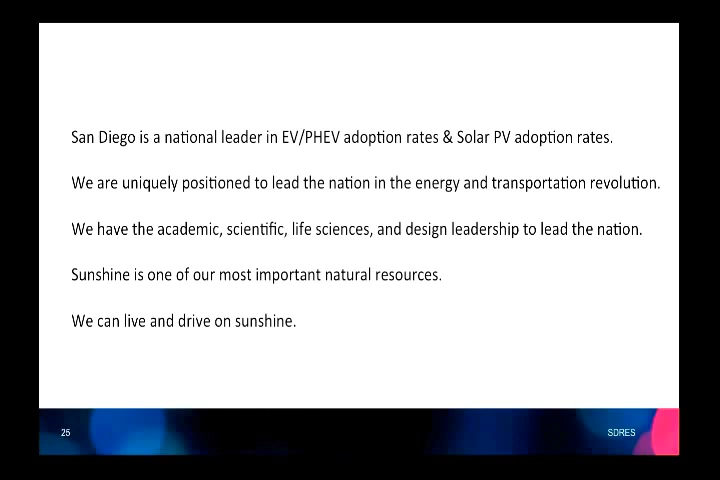 San Diego is a national leader in EV/PHEV adoption rates & Solar PV adoption rates.
We are uniquely positioned to lead the nation in the energy and transportation revolution.
We have the academic, scientific, life sciences, and design leadership to lead the nation.
Sunshine is one of our most important natural resources.
We can live and drive on sunshine.
25
SDRES